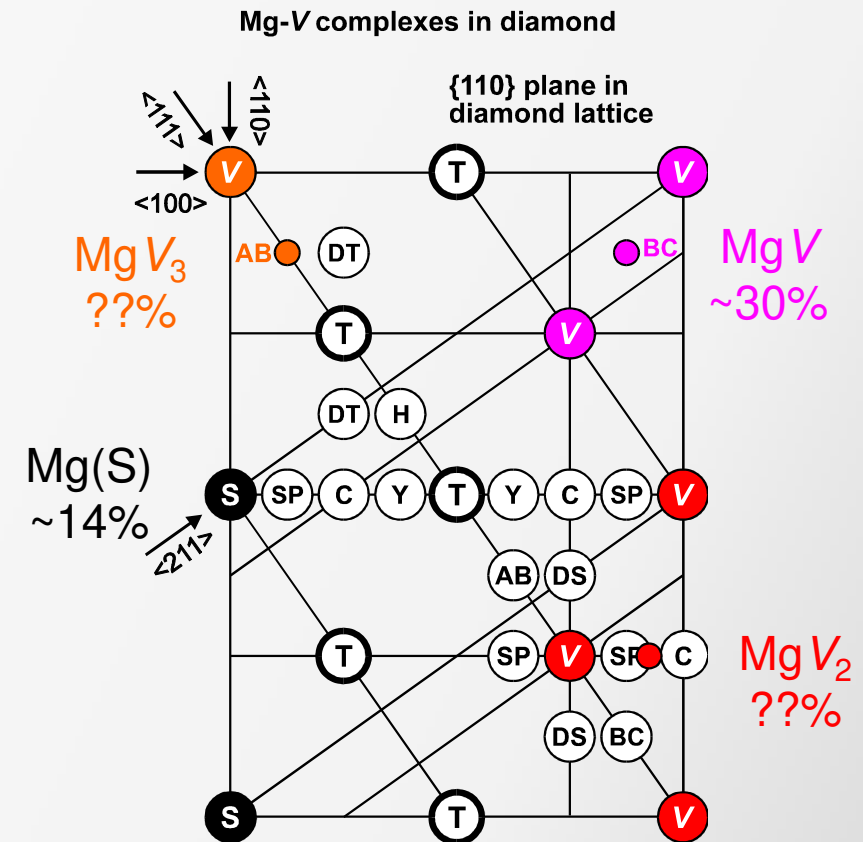 Mg-V complexes in diamond
<111>
<110>
{110} plane in
diamond lattice
<100>
V
T
V
AB
DT
BC
MgV3
??%
MgV
~30%
T
V
DT
H
Mg(S)
~14%
<211>
S
SP
C
Y
T
Y
C
SP
V
AB
DS
T
SP
V
SP
C
MgV2
??%
DS
BC
S
T
V